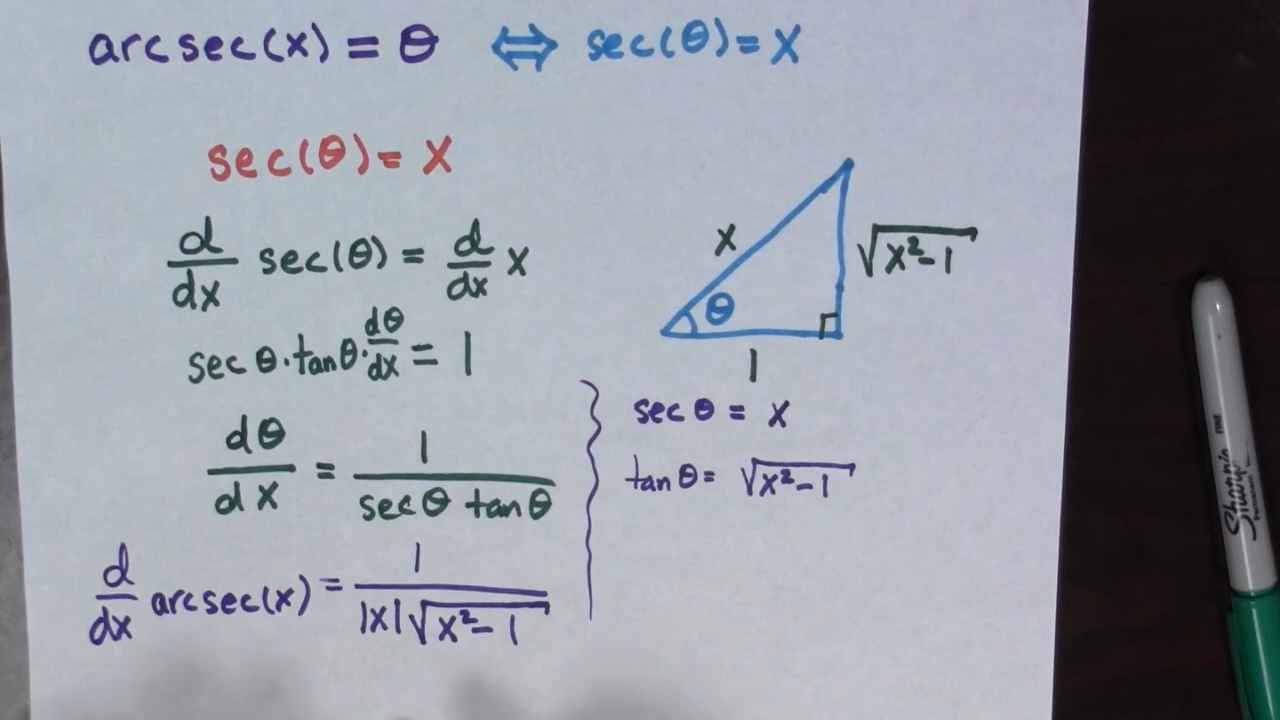 arcsec(x) = θ ⇔ sec(θ) = x
sec(θ) = x
d/dx sec(θ) = d/dx x
sec θ · tan θ · dθ/dx = 1
dθ/dx = 1/(sec θ tan θ)
d/dx arcsec(x) = 1/(|x|√(x²-1))
x
√(x²-1)
θ
1
sec θ = x
tan θ = √(x²-1)
Sharpie
FINE